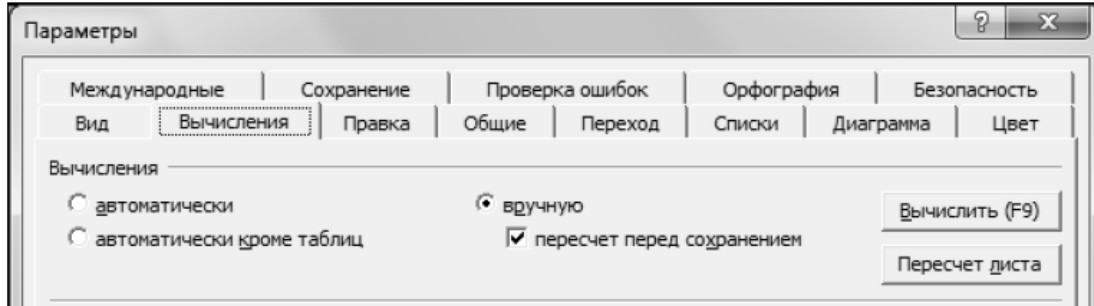 Параметры
Международные Сохранение Проверка ошибок Орфография Безопасность
Вид Вычисления Правка Общие Переход Списки Диаграмма Цвет
Вычисления
автоматически вручную Вычислить (F9)
автоматически кроме таблиц пересчет перед сохранением
Пересчет листа